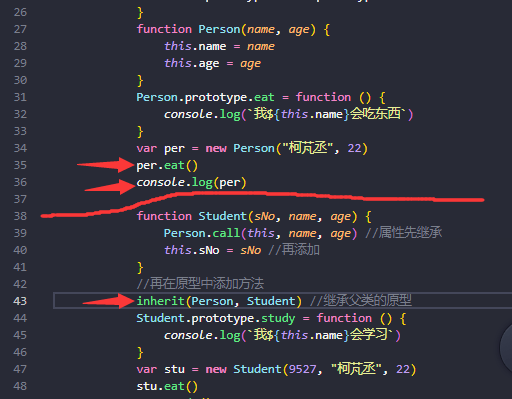 26 }
27 function Person(name, age) {
28 this.name = name
29 this.age = age
30 }
31 Person.prototype.eat = function () {
32 console.log(`我${this.name}会吃东西`)
33 }
34 var per = new Person("柯芃丞", 22)
35 per.eat()
36 console.log(per)
37
38 function Student(sNo, name, age) {
39 Person.call(this, name, age) //属性先继承
40 this.sNo = sNo //再添加
41 }
42 //再在原型中添加方法
43 inherit(Person, Student) //继承父类的原型
44 Student.prototype.study = function () {
45 console.log(`我${this.name}会学习`)
46 }
47 var stu = new Student(9527, "柯芃丞", 22)
48 stu.eat()